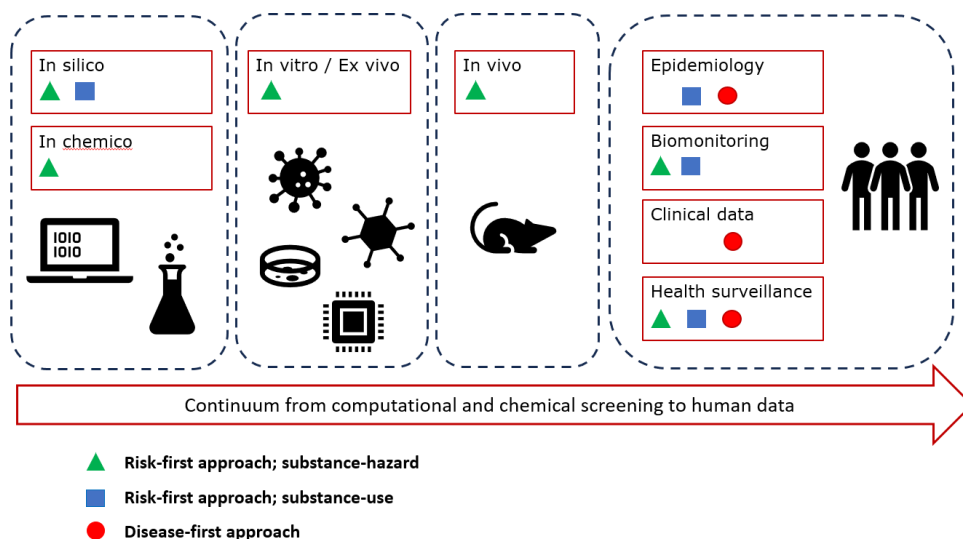 In silico
In chemico
In vitro / Ex vivo
In vivo
Epidemiology
Biomonitoring
Clinical data
Health surveillance
1010
1010
Continuum from computational and chemical screening to human data
Risk-first approach; substance-hazard
Risk-first approach; substance-use
Disease-first approach